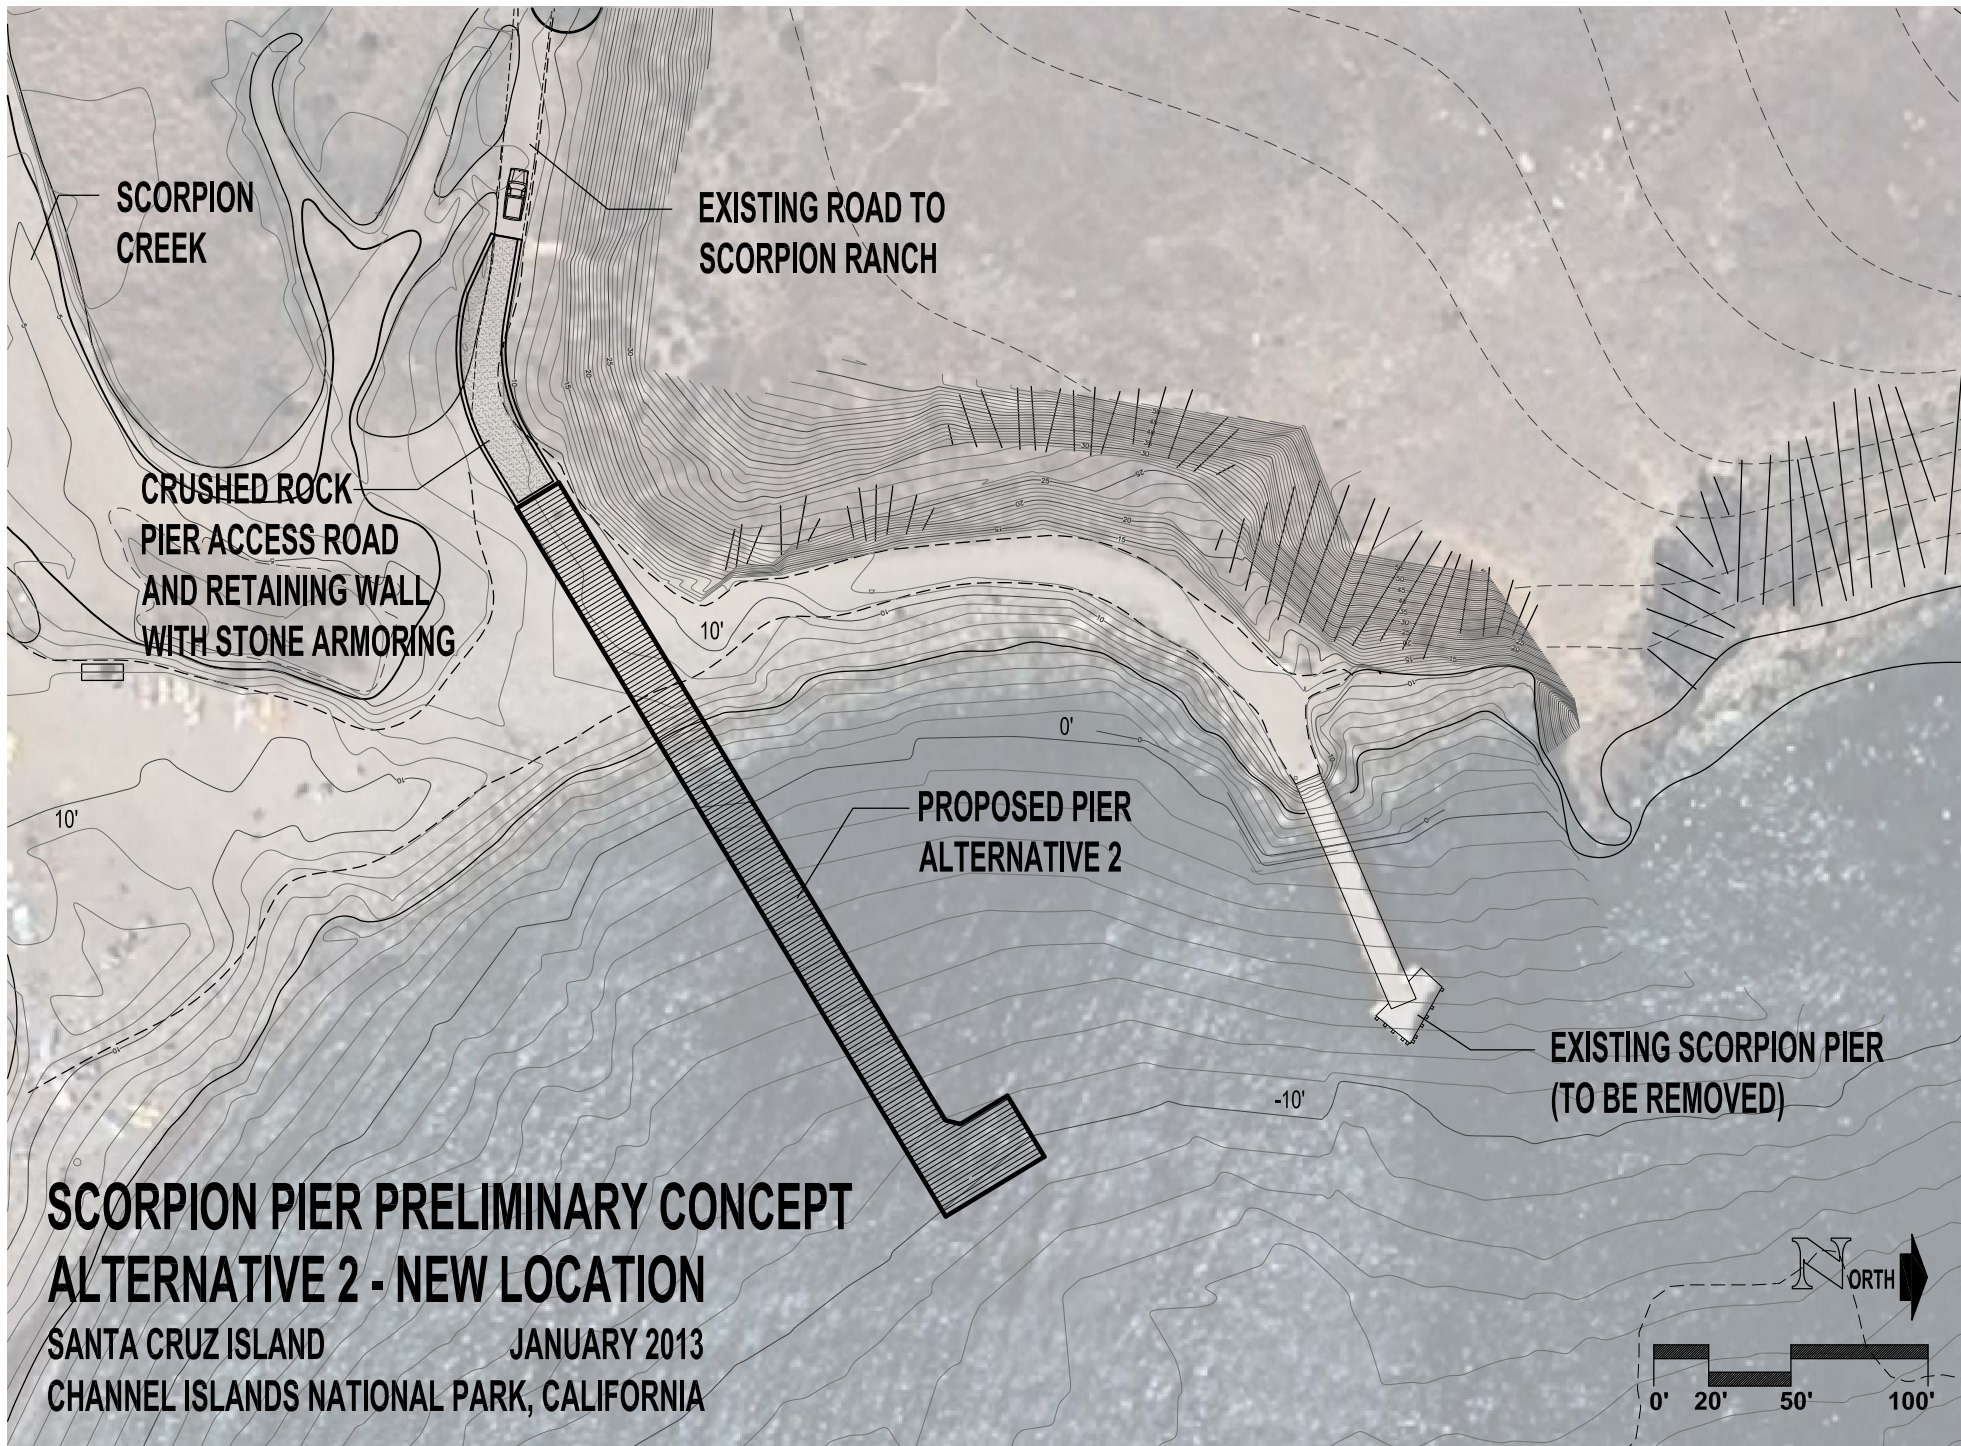 SCORPION
CREEK
EXISTING ROAD TO
SCORPION RANCH
CRUSHED ROCK
PIER ACCESS ROAD
AND RETAINING WALL
WITH STONE ARMORING
10'
0'
10'
PROPOSED PIER
ALTERNATIVE 2
EXISTING SCORPION PIER
(TO BE REMOVED)
-10'
SCORPION PIER PRELIMINARY CONCEPT
ALTERNATIVE 2 - NEW LOCATION
SANTA CRUZ ISLAND JANUARY 2013
CHANNEL ISLANDS NATIONAL PARK, CALIFORNIA
NORTH
0' 20' 50' 100'